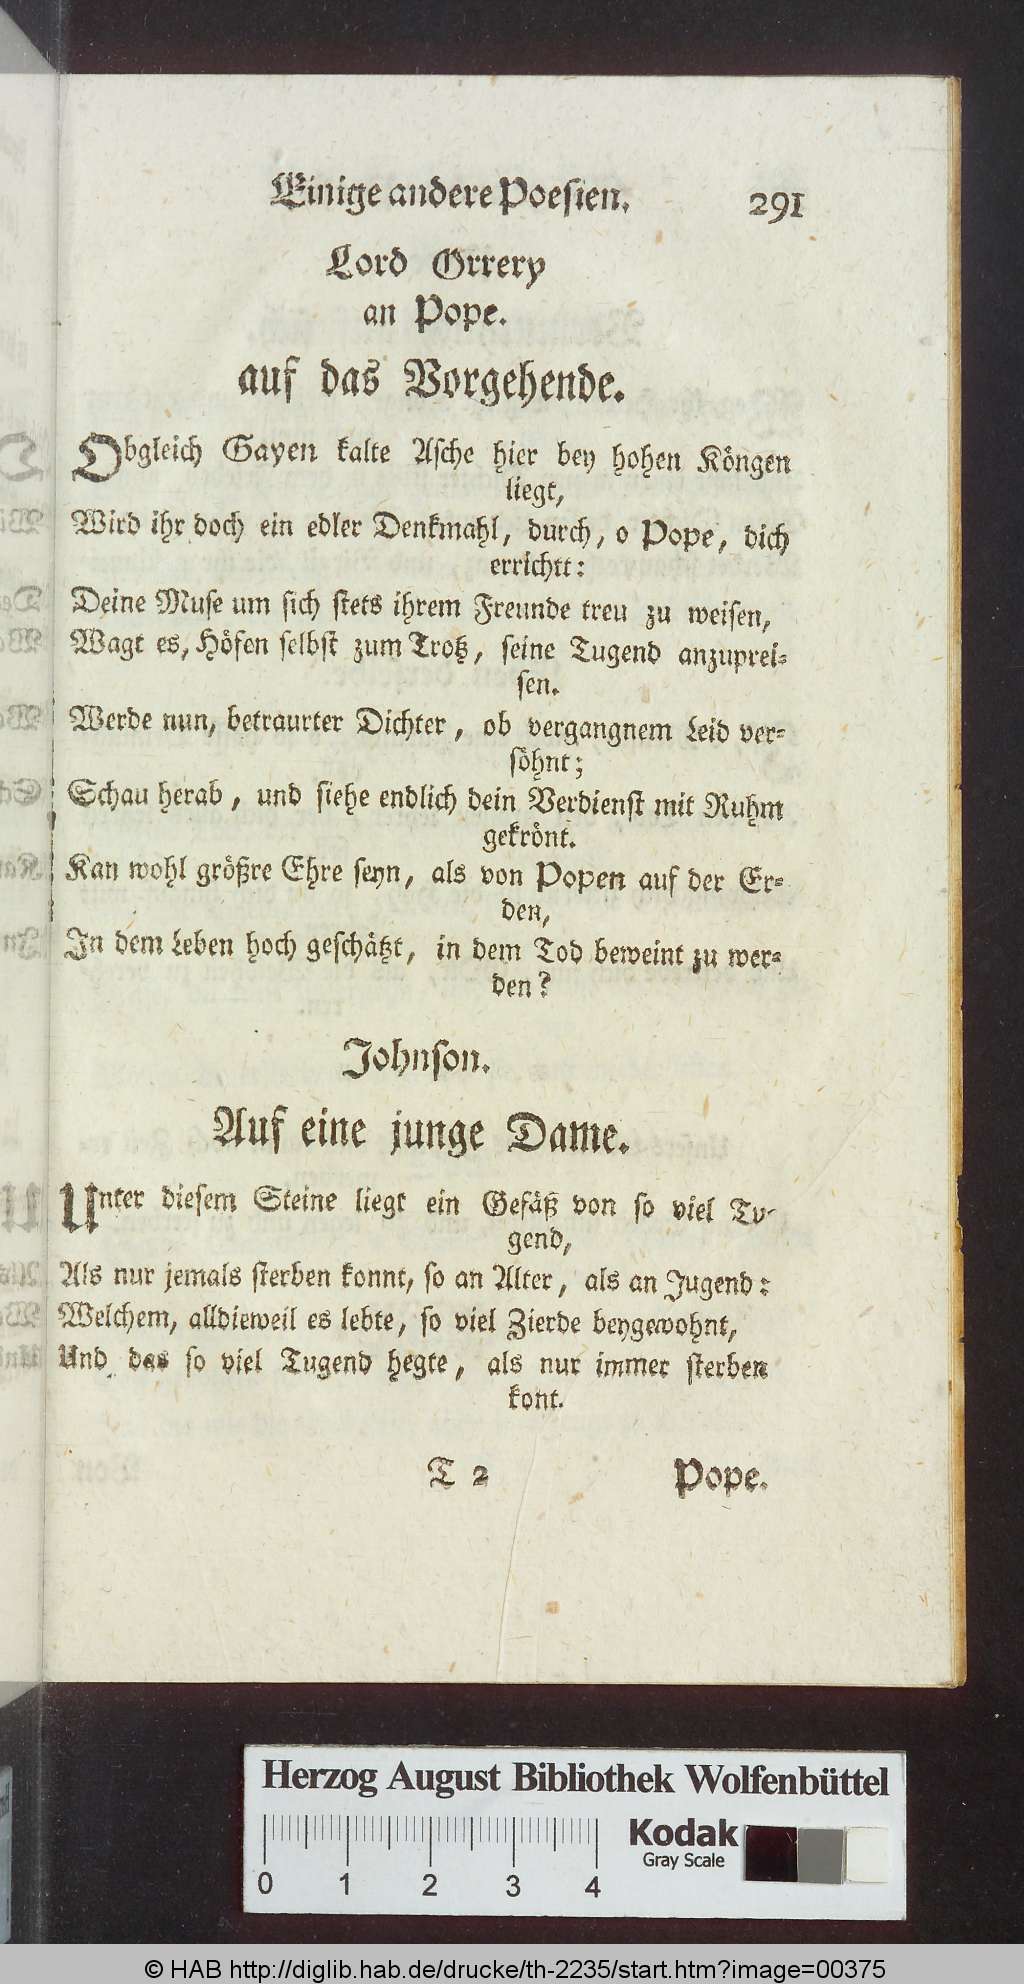 Einige andere Poesien. 291
Lord Orrery
an Pope.
auf das Vorgehende.
Obgleich Gayen kalte Asche hier bey hohen Köngen
liegt,
Wird ihr doch ein edler Denkmahl, durch, o Pope, dich
errichtt:
Deine Muse um sich stets ihrem Freunde treu zu weisen,
Wagt es, Höfen selbst zum Trotz, seine Tugend anzuprei-
sen.
Werde nun, betraurter Dichter, ob vergangnem Leid ver-
söhnt;
Schau herab, und siehe endlich dein Verdienst mit Ruhm
gekrönt.
Kan wohl größre Ehre seyn, als von Popen auf der Er-
den,
In dem Leben hoch geschätzt, in dem Tod beweint zu wer-
den?
Johnson.
Auf eine junge Dame.
Unter diesem Steine liegt ein Gefäß von so viel Tu-
gend,
Als nur jemals sterben konnt, so an Alter, als an Jugend:
Welchem, alldieweil es lebte, so viel Zierde beygewohnt,
Und das so viel Tugend hegte, als nur immer sterben
kont.
T 2 Pope.
Herzog August Bibliothek Wolfenbüttel
Kodak
Gray Scale
0 1 2 3 4
© HAB http://diglib.hab.de/drucke/th-2235/start.htm?image=00375